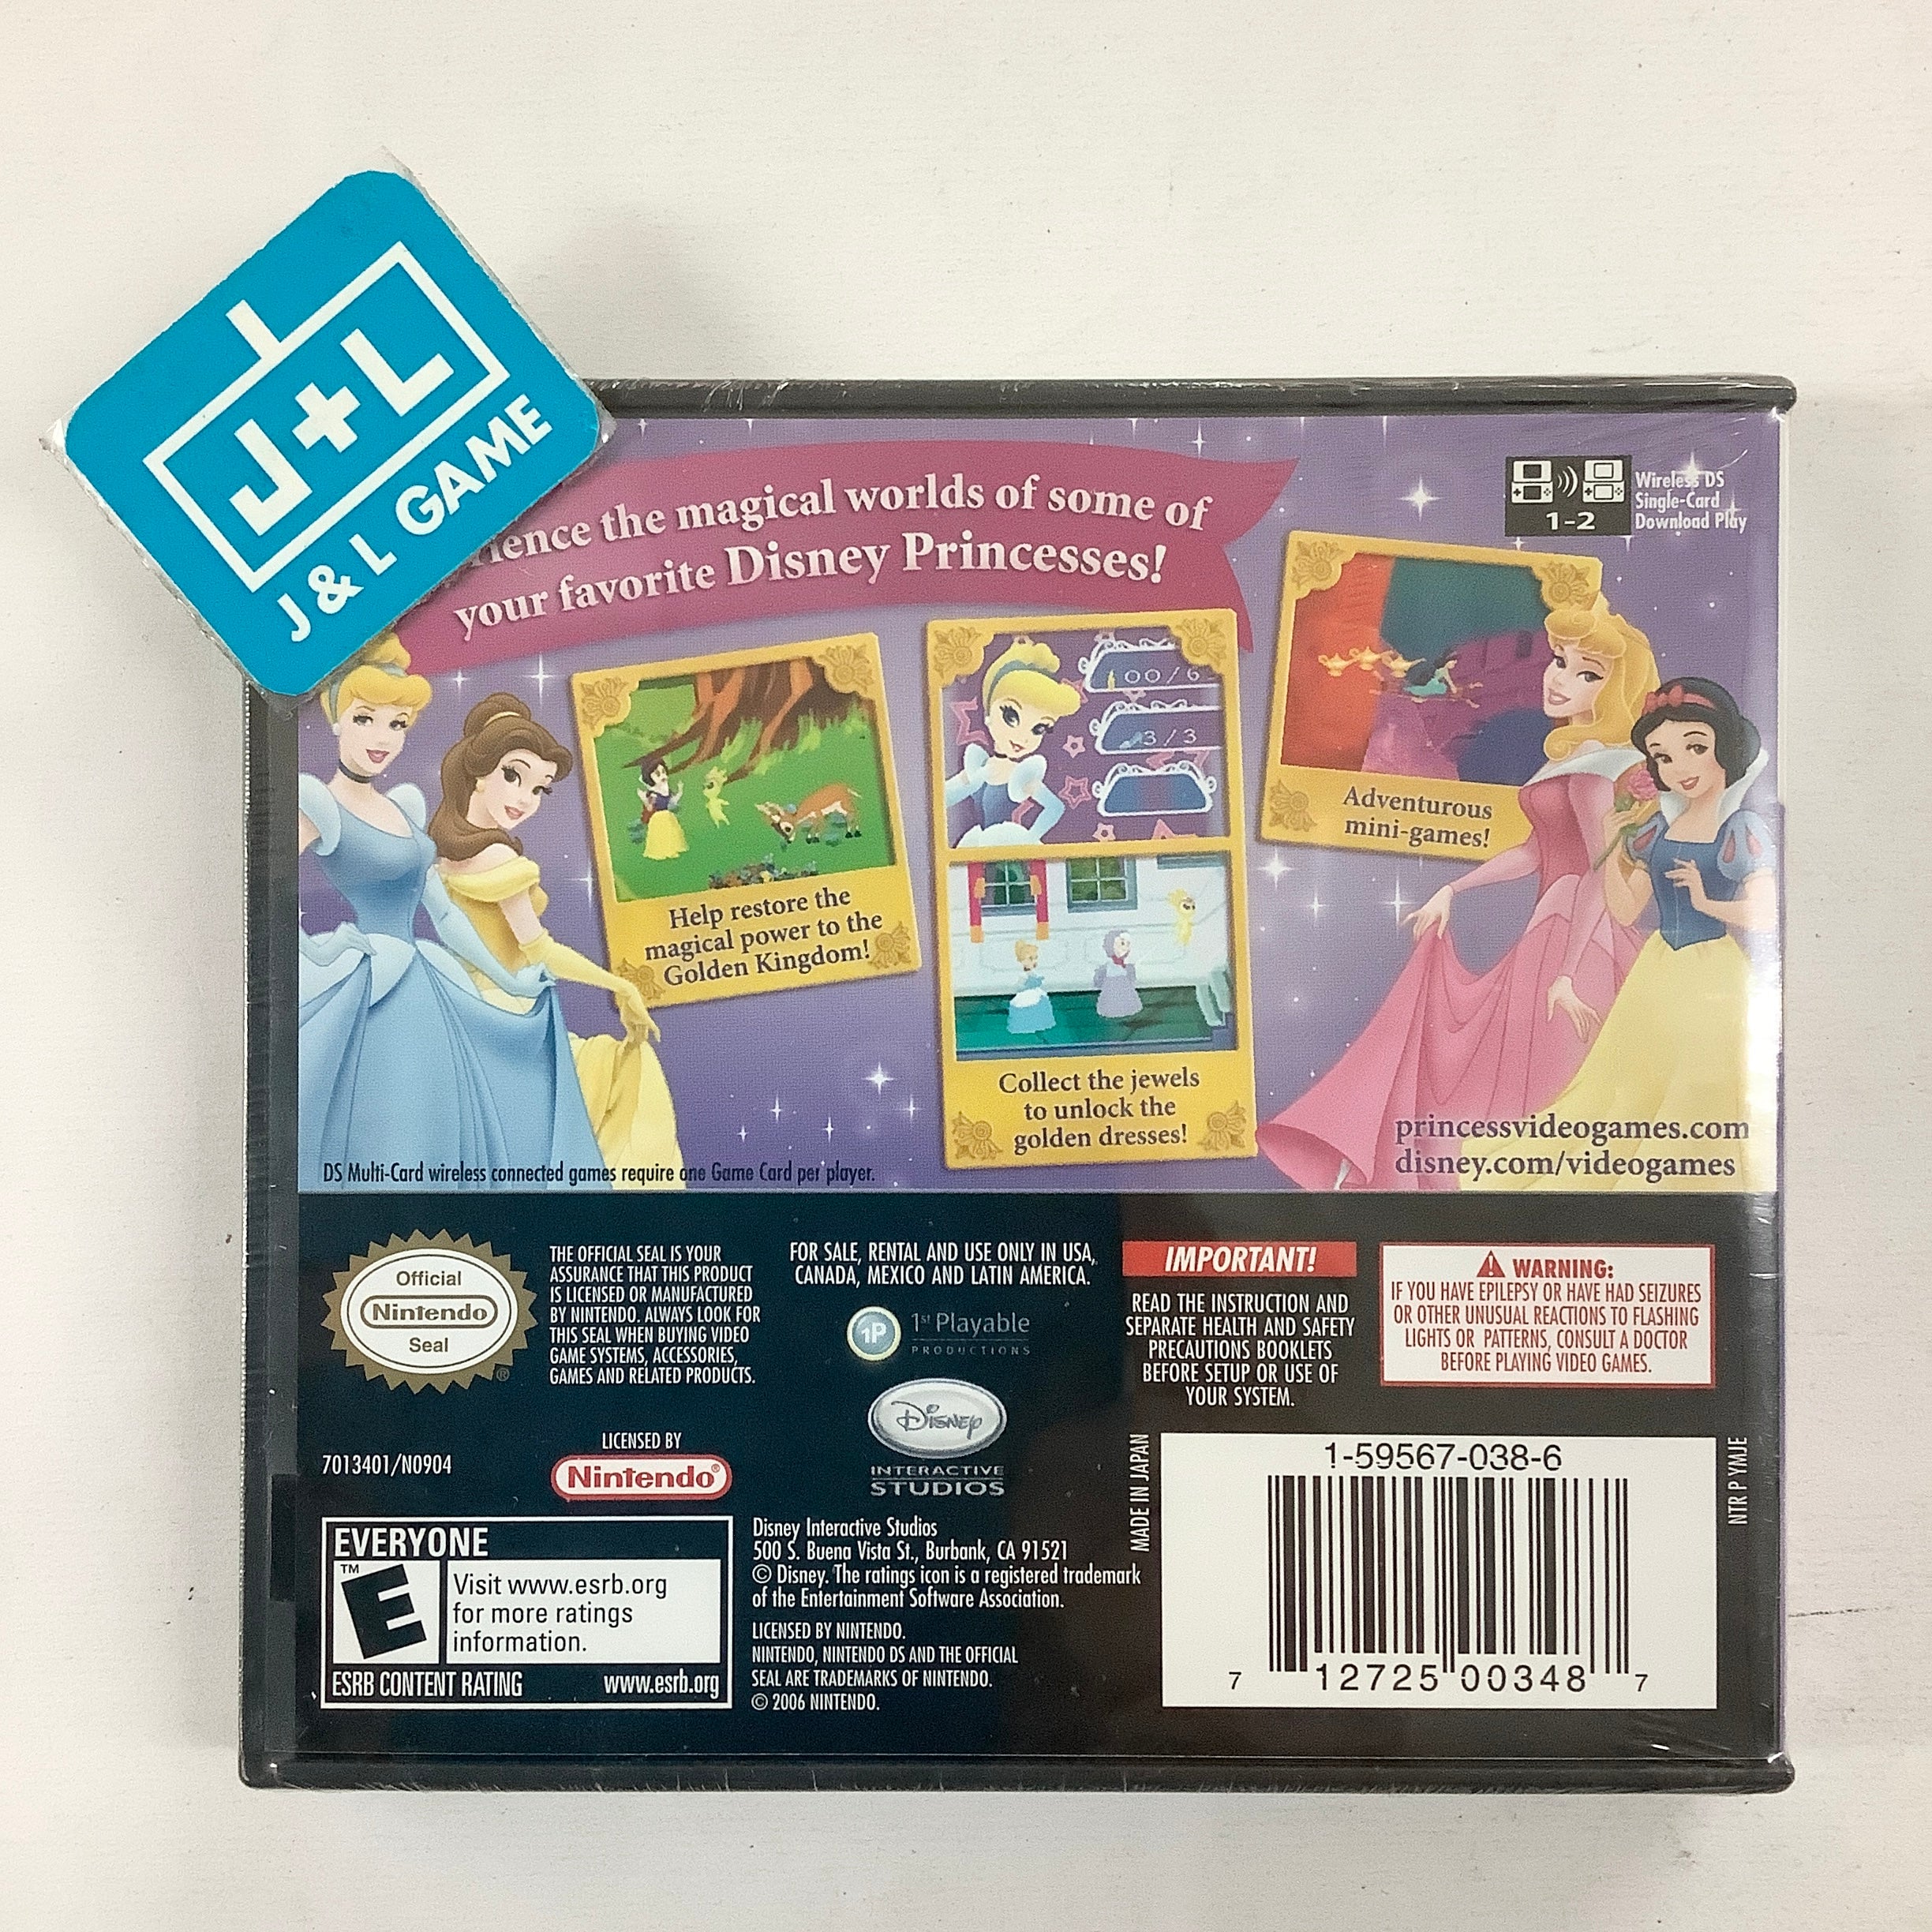 J+L
J & L GAME
the magical worlds of some of
your favorite Disney Princesses!
1-2
Wireless DS
Single-Card
Download Play
00/6
3/3
Help restore the
magical power to the
Golden Kingdom!
Collect the jewels
to unlock the
golden dresses!
Adventurous
mini-games!
princessvideogames.com
disney.com/videogames
DS Multi-Card wireless connected games require one Game Card per player.
Official
Nintendo
Seal
®
THE OFFICIAL SEAL IS YOUR
ASSURANCE THAT THIS PRODUCT
IS LICENSED OR MANUFACTURED
BY NINTENDO. ALWAYS LOOK FOR
THIS SEAL WHEN BUYING VIDEO
GAME SYSTEMS, ACCESSORIES,
GAMES AND RELATED PRODUCTS.
FOR SALE, RENTAL AND USE ONLY IN USA,
CANADA, MEXICO AND LATIN AMERICA.
1P
1st Playable
PRODUCTIONS
Disney
INTERACTIVE
STUDIOS
IMPORTANT!
READ THE INSTRUCTION AND
SEPARATE HEALTH AND SAFETY
PRECAUTIONS BOOKLETS
BEFORE SETUP OR USE OF
YOUR SYSTEM.
WARNING:
IF YOU HAVE EPILEPSY OR HAVE HAD SEIZURES
OR OTHER UNUSUAL REACTIONS TO FLASHING
LIGHTS OR PATTERNS, CONSULT A DOCTOR
BEFORE PLAYING VIDEO GAMES.
7013401/N0904
LICENSED BY
Nintendo®
EVERYONE
™
E
Visit www.esrb.org
for more ratings
information.
ESRB CONTENT RATING www.esrb.org
Disney Interactive Studios
500 S. Buena Vista St., Burbank, CA 91521
© Disney. The ratings icon is a registered trademark
of the Entertainment Software Association.
LICENSED BY NINTENDO.
NINTENDO, NINTENDO DS AND THE OFFICIAL
SEAL ARE TRADEMARKS OF NINTENDO.
© 2006 NINTENDO.
MADE IN JAPAN
1-59567-038-6
7 12725 00348 7
NTR P YMJE